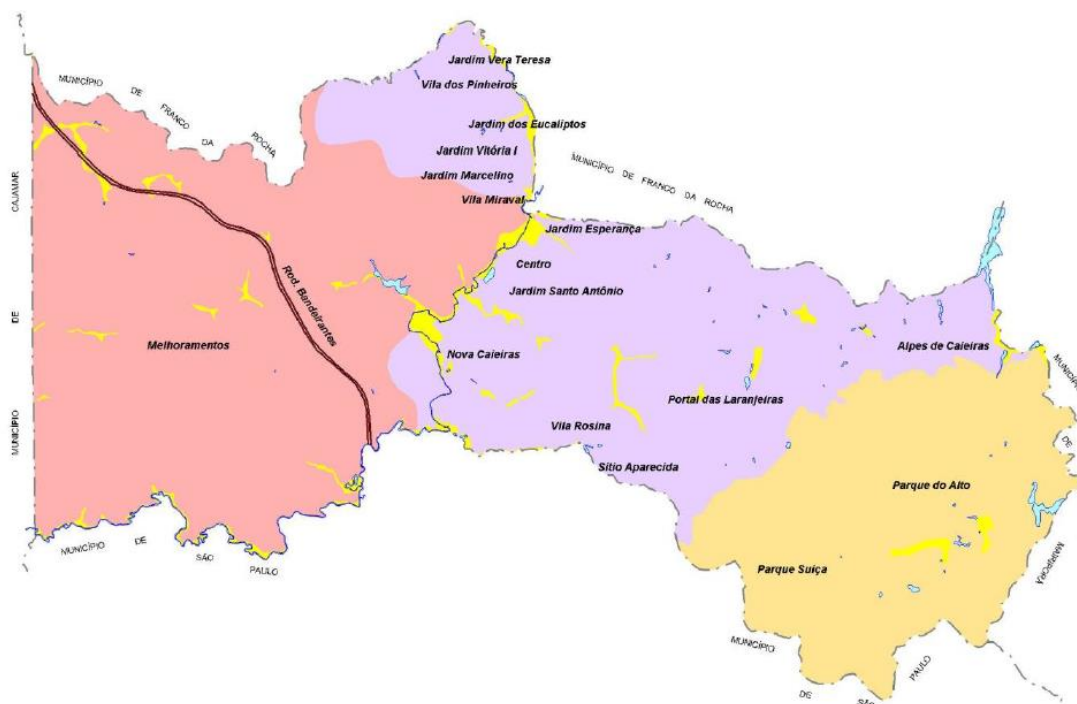 Jardim Vera Teresa
MUNICÍPIO DE FRANCO DA ROCHA
Vila dos Pinheiros
Jardim dos Eucaliptos
Jardim Vitória I
MUNICÍPIO DE FRANCO DA ROCHA
Jardim Marcelino
Vila Miraval
Jardim Esperança
Centro
Jardim Santo Antônio
Rod. Bandeirantes
Melhoramentos
Nova Caieiras
Alpes de Caieiras
Portal das Laranjeiras
Vila Rosina
Sítio Aparecida
Parque do Alto
Parque Suíça
MUNICÍPIO DE CAJAMAR
MUNICÍPIO DE SÃO PAULO
MUNICÍPIO DE MAIRIPORÃ
MUNICÍPIO DE SÃO PAULO